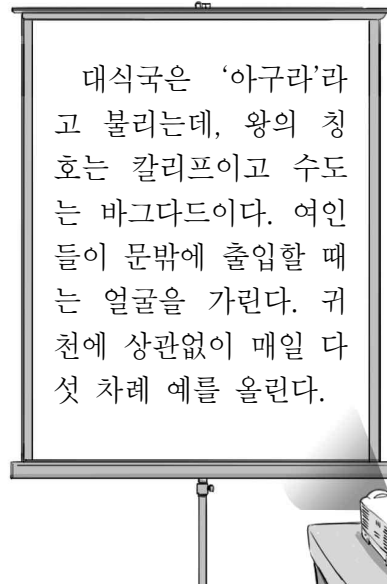 대식국은 ‘아구라’라
고 불리는데, 왕의 칭
호는 칼리프이고 수도
는 바그다드이다. 여인
들이 문밖에 출입할 때
는 얼굴을 가린다. 귀
천에 상관없이 매일 다
섯 차례 예를 올린다.